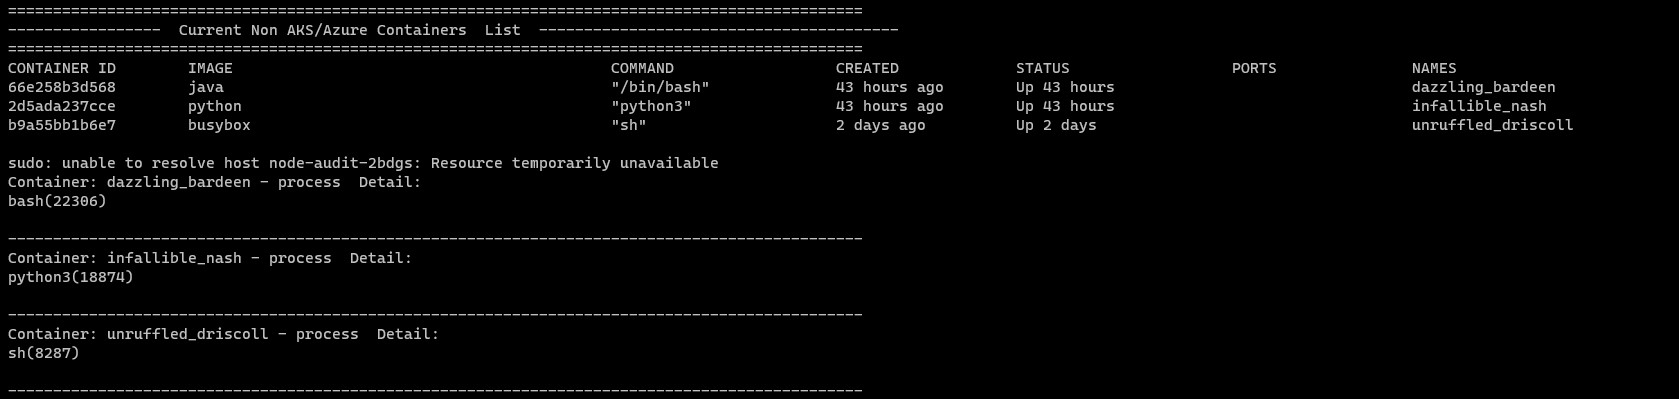 ===============================================================================================
-----------------  Current Non AKS/Azure Containers  List  ----------------------------------------
===============================================================================================
CONTAINER ID        IMAGE                                          COMMAND                  CREATED             STATUS                  PORTS               NAMES
66e258b3d568        java                                           "/bin/bash"              43 hours ago        Up 43 hours                                 dazzling_bardeen
2d5ada237cce        python                                         "python3"                43 hours ago        Up 43 hours                                 infallible_nash
b9a55bb1b6e7        busybox                                        "sh"                     2 days ago          Up 2 days                                   unruffled_driscoll
sudo: unable to resolve host node-audit-2bdgs: Resource temporarily unavailable
Container: dazzling_bardeen - process  Detail:
bash(22306)
-----------------------------------------------------------------------------------------------
Container: infallible_nash - process  Detail:
python3(18874)
-----------------------------------------------------------------------------------------------
Container: unruffled_driscoll - process  Detail:
sh(8287)
-----------------------------------------------------------------------------------------------